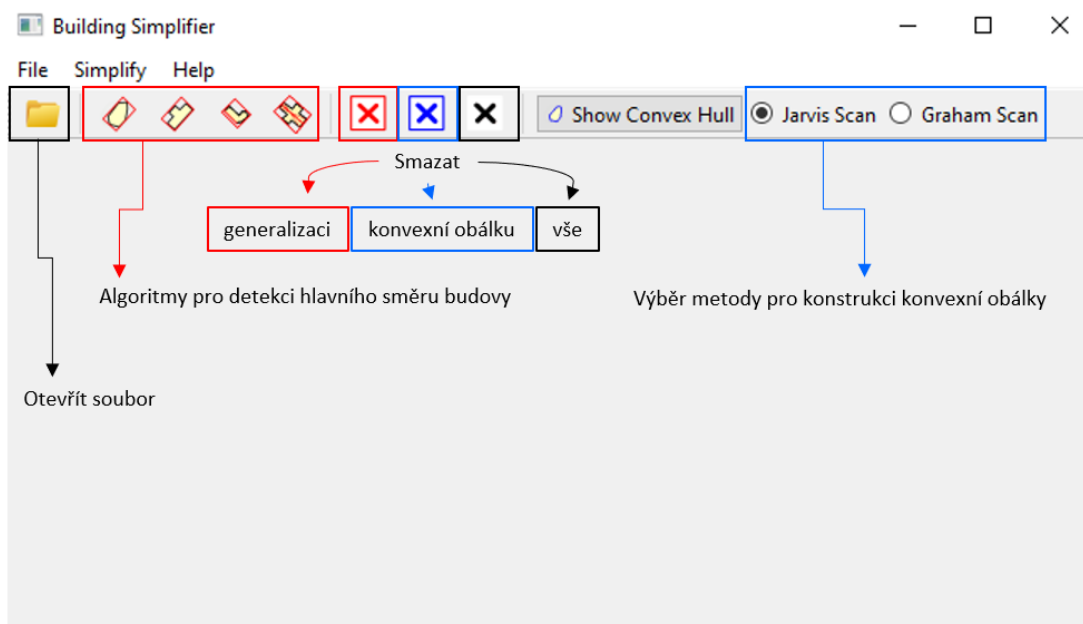 Building Simplifier
File Simplify Help
Show Convex Hull Jarvis Scan Graham Scan
Smazat
generalizaci konvexní obálku vše
Algoritmy pro detekci hlavního směru budovy
Výběr metody pro konstrukci konvexní obálky
Otevřít soubor